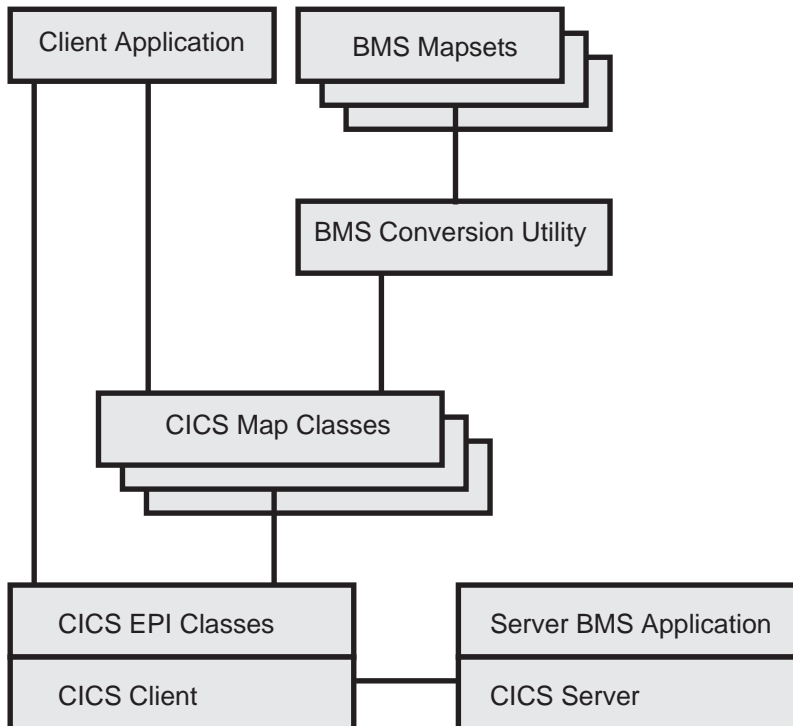 Client Application
BMS Mapsets
BMS Conversion Utility
CICS Map Classes
CICS EPI Classes
Server BMS Application
CICS Client
CICS Server